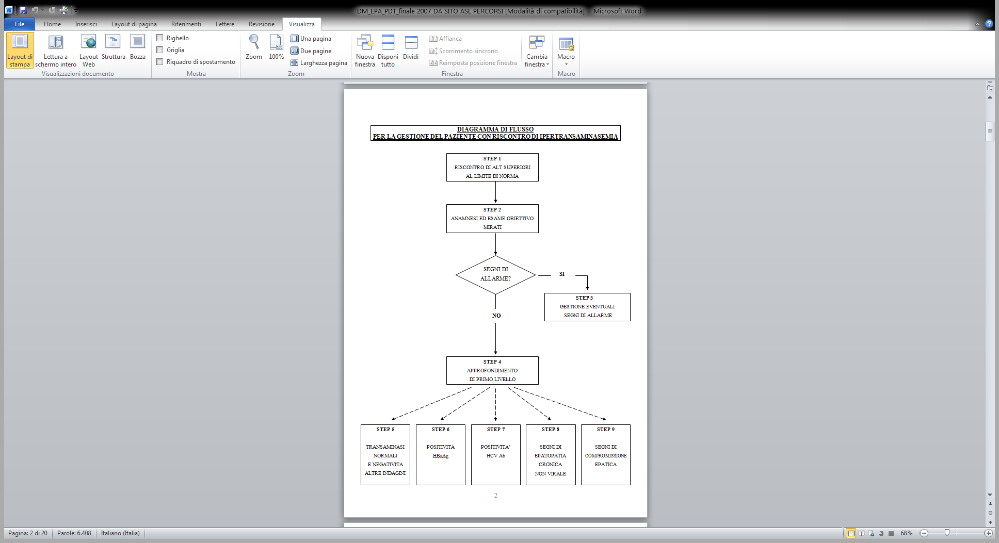 DM_EPA_PDT_finale 2007 DA SITO ASL PERCORSI [Modalità di compatibilità] - Microsoft Word
File Home Inserisci Layout di pagina Riferimenti Lettere Revisione Visualizza
Layout di stampa
Lettura a schermo intero
Layout Web
Struttura
Bozza
Visualizzazioni documento
Righello
Griglia
Riquadro di spostamento
Mostra
Zoom
100%
Una pagina
Due pagine
Larghezza pagina
Zoom
Nuova finestra
Disponi tutto
Dividi
Affianca
Scorrimento sincrono
Reimposta posizione finestra
Finestra
Cambia finestra
Macro
Macro
DIAGRAMMA DI FLUSSO
PER LA GESTIONE DEL PAZIENTE CON RISCONTRO DI IPERTRANSAMINASEMIA
STEP 1
RISCONTRO DI ALT SUPERIORI
AL LIMITE DI NORMA
STEP 2
ANAMNESI ED ESAME OBIETTIVO
MIRATI
SEGNI DI
ALLARME?
SI
STEP 3
GESTIONE EVENTUALI
SEGNI DI ALLARME
NO
STEP 4
APPROFONDIMENTO
DI PRIMO LIVELLO
STEP 5
TRANSAMINASI
NORMALI
E NEGATIVITÀ
ALTRE INDAGINI
STEP 6
POSITIVITÀ
HBsAg
STEP 7
POSITIVITA'
HCV Ab
STEP 8
SEGNI DI
EPATOPATIA
CRONICA
NON VIRALE
STEP 9
SEGNI DI
COMPROMISSIONE
EPATICA
2
Pagina: 2 di 20 Parole: 6.408 Italiano (Italia) 68%